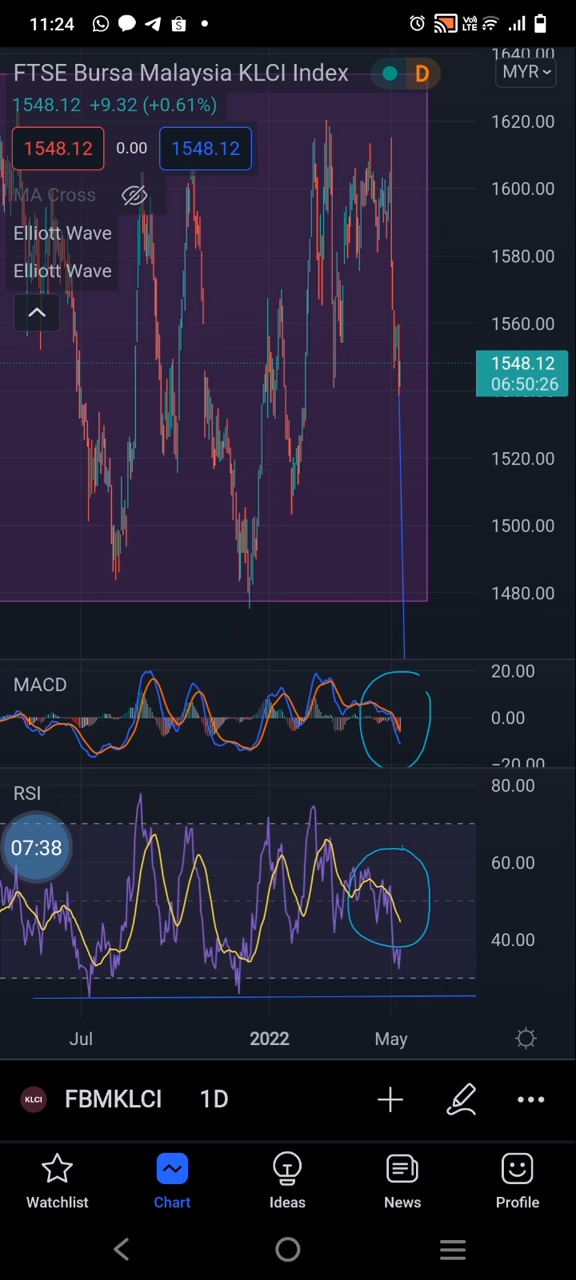 11:24
Vol LTE
1640.00
FTSE Bursa Malaysia KLCI Index D MYR
1548.12 +9.32 (+0.61%)
1548.12 0.00 1548.12
1620.00
MA Cross
1600.00
Elliott Wave
1580.00
Elliott Wave
1560.00
1548.12
06:50:26
1520.00
1500.00
1480.00
MACD
20.00
0.00
−20.00
RSI
80.00
07:38
60.00
40.00
Jul 2022 May
KLCI FBMKLCI 1D
Watchlist Chart Ideas News Profile